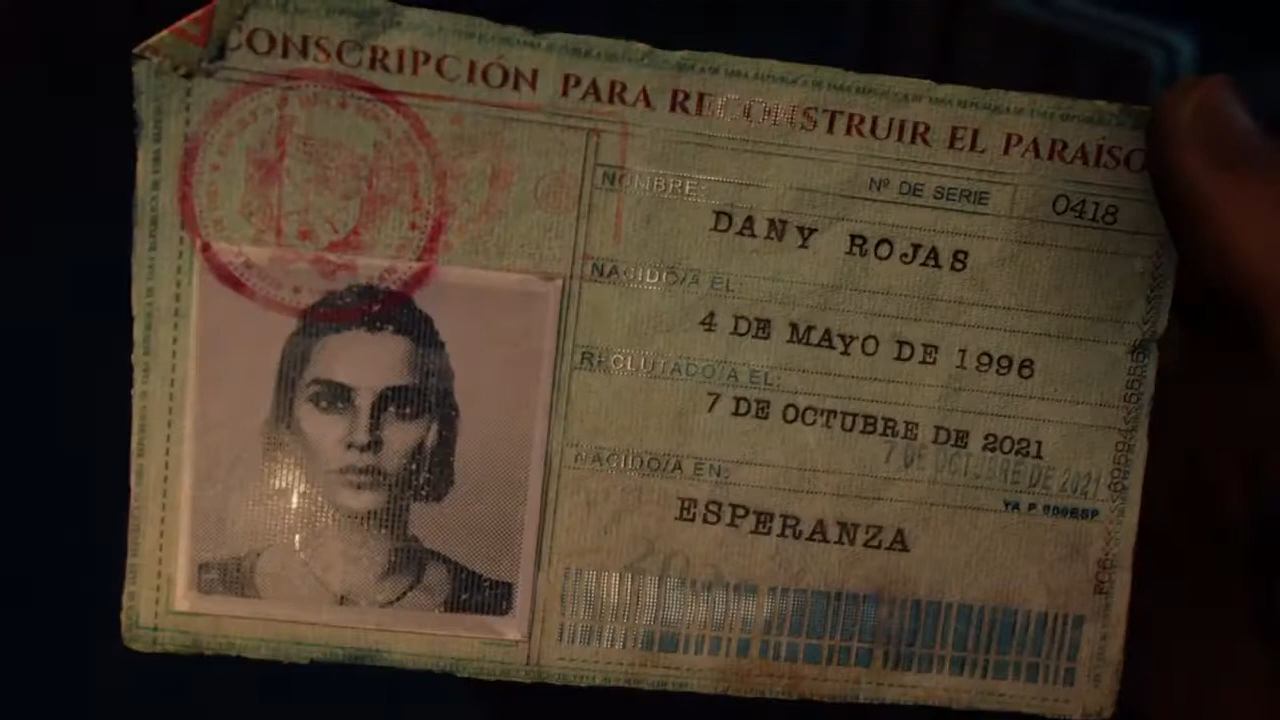 CONSCRIPCIÓN PARA RECONSTRUIR EL PARAÍSO
Nº DE SERIE 0418
NOMBRE:
DANY ROJAS
NACIDO/A EL:
4 DE MAYO DE 1996
RECLUTADO/A EL:
7 DE OCTUBRE DE 2021
7 DE OCTUBRE DE 2021
NACIDO/A EN:
ESPERANZA